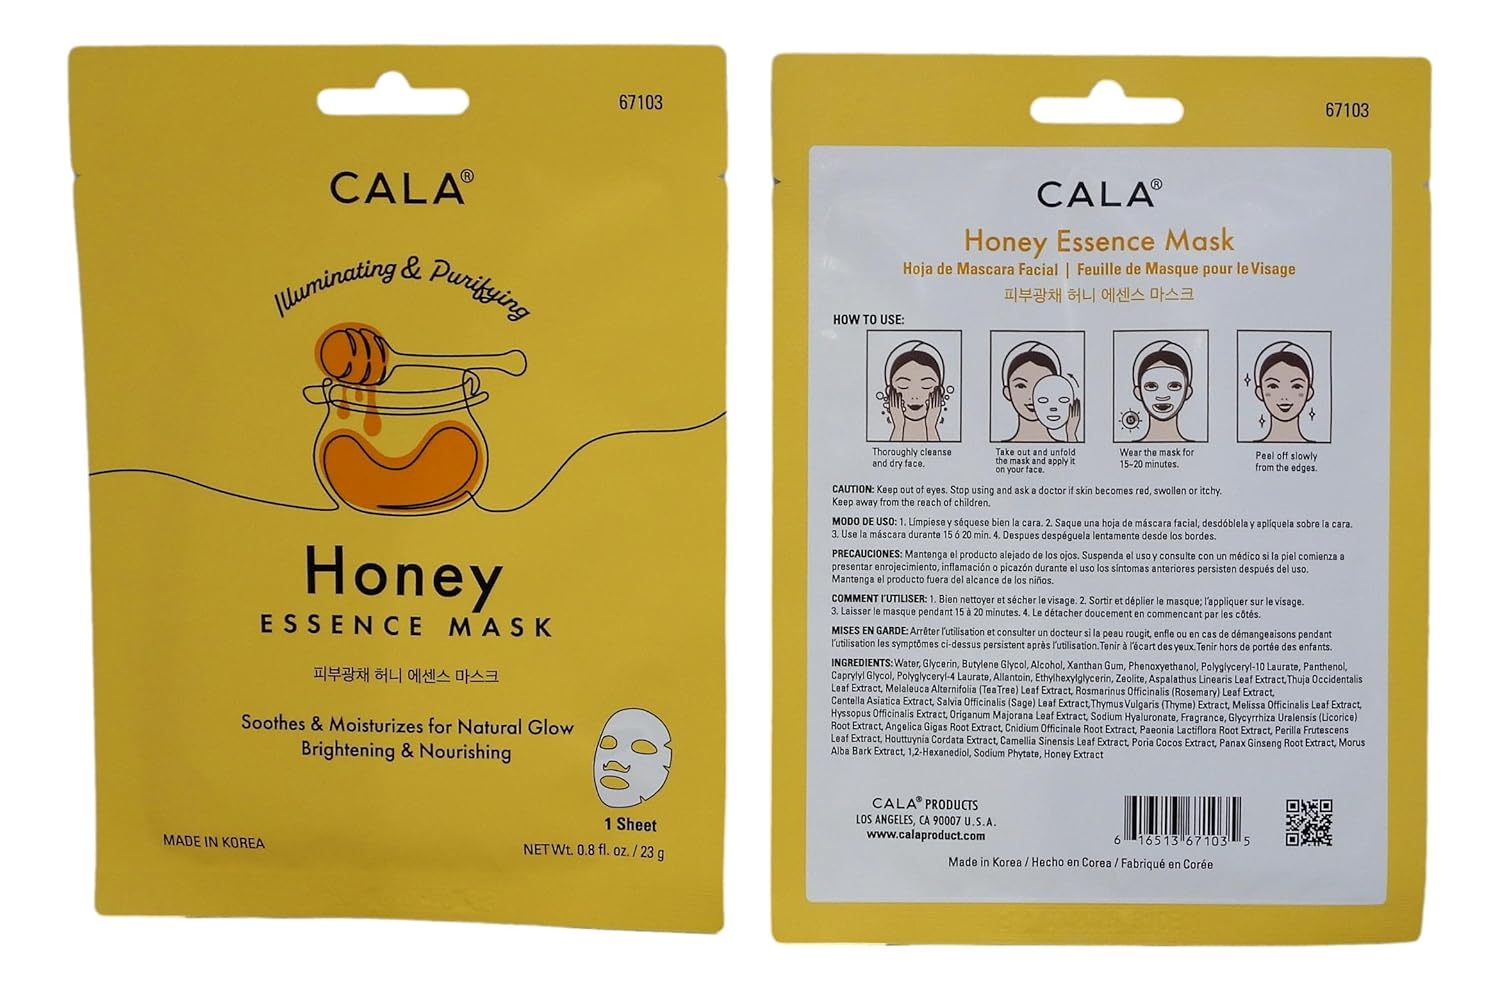 67103
CALA®
Illuminating & Purifying
Honey
ESSENCE MASK
피부광채 허니 에센스 마스크
Soothes & Moisturizes for Natural Glow
Brightening & Nourishing
1 Sheet
MADE IN KOREA
NET Wt. 0.8 fl. oz. / 23 g
67103
CALA®
Honey Essence Mask
Hoja de Mascara Facial | Feuille de Masque pour le Visage
피부광채 허니 에센스 마스크
HOW TO USE:
Thoroughly cleanse
and dry face.
Take out and unfold
the mask and apply it
on your face.
Wear the mask for
15-20 minutes.
Peel off slowly
from the edges.
CAUTION: Keep out of eyes. Stop using and ask a doctor if skin becomes red, swollen or itchy.
Keep away from the reach of children.
MODO DE USO: 1. Límpiese y séquese bien la cara. 2. Saque una hoja de máscara facial, desdóblela y aplíquela sobre la cara.
3. Use la máscara durante 15 ó 20 min. 4. Despues despéguela lentamente desde los bordes.
PRECAUCIONES: Mantenga el producto alejado de los ojos. Suspenda el uso y consulte con un médico si la piel comienza a
presentar enrojecimiento, inflamación o picazón durante el uso los síntomas anteriores persisten después del uso.
Mantenga el producto fuera del alcance de los niños.
COMMENT l'UTILISER: 1. Bien nettoyer et sécher le visage. 2. Sortir et déplier le masque; l'appliquer sur le visage.
3. Laisser le masque pendant 15 à 20 minutes. 4. Le détacher doucement en commencant par les côtés.
MISES EN GARDE: Arrêter l'utilisation et consulter un docteur si la peau rougit, enfle ou en cas de démangeaisons pendant
l'utilisation les symptômes ci-dessus persistent après l'utilisation.Tenir à l'écart des yeux.Tenir hors de portée des enfants.
INGREDIENTS: Water, Glycerin, Butylene Glycol, Alcohol, Xanthan Gum, Phenoxyethanol, Polyglyceryl-10 Laurate, Panthenol,
Caprylyl Glycol, Polyglyceryl-4 Laurate, Allantoin, Ethylhexylglycerin, Zeolite, Aspalathus Linearis Leaf Extract,Thuja Occidentalis
Leaf Extract, Melaleuca Alternifolia (TeaTree) Leaf Extract, Rosmarinus Officinalis (Rosemary) Leaf Extract,
Centella Asiatica Extract, Salvia Officinalis (Sage) Leaf Extract,Thymus Vulgaris (Thyme) Extract, Melissa Officinalis Leaf Extract,
Hyssopus Officinalis Extract, Origanum Majorana Leaf Extract, Sodium Hyaluronate, Fragrance, Glycyrrhiza Uralensis (Licorice)
Root Extract, Angelica Gigas Root Extract, Cnidium Officinale Root Extract, Paeonia Lactiflora Root Extract, Perilla Frutescens
Leaf Extract, Houttuynia Cordata Extract, Camellia Sinensis Leaf Extract, Poria Cocos Extract, Panax Ginseng Root Extract, Morus
Alba Bark Extract, 1,2-Hexanediol, Sodium Phytate, Honey Extract
CALA® PRODUCTS
LOS ANGELES, CA 90007 U.S.A.
www.calaproduct.com
6 16513 67103 5
Made in Korea / Hecho en Corea / Fabriqué en Corée